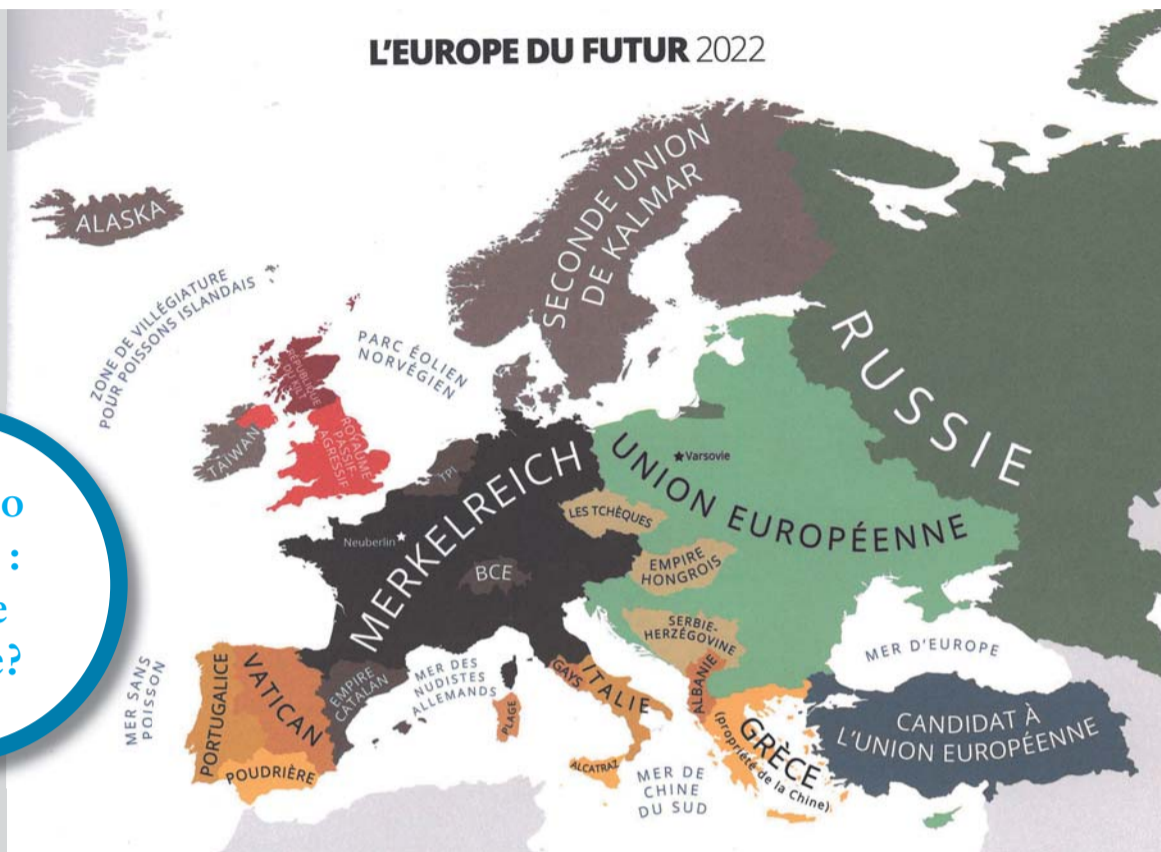 L'EUROPE DU FUTUR 2022
ALASKA
SECONDE UNION
DE KALMAR
ZONE DE VILLÉGIATURE
POUR POISSONS ISLANDAIS
PARC ÉOLIEN
NORVÉGIEN
RUSSIE
RÉPUBLIQUE
DU KILT
ROYAUME
PASSIF-
AGRESSIF
TAÏWAN
TPI
MERKELREICH
Neuberlin
BCE
UNION EUROPÉENNE
Varsovie
LES TCHÈQUES
EMPIRE
HONGROIS
SERBIE-
HERZÉGOVINE
MER D'EUROPE
:
?
MER SANS
POISSON
PORTUGALICE
VATICAN
POUDRIÈRE
EMPIRE
CATALAN
MER DES
NUDISTES
ALLEMANDS
PLAGE
GAYS
ITALIE
ALCATRAZ
ALBANIE
GRÈCE
(propriété de la Chine)
MER DE
CHINE
DU SUD
CANDIDAT À
L'UNION EUROPÉENNE